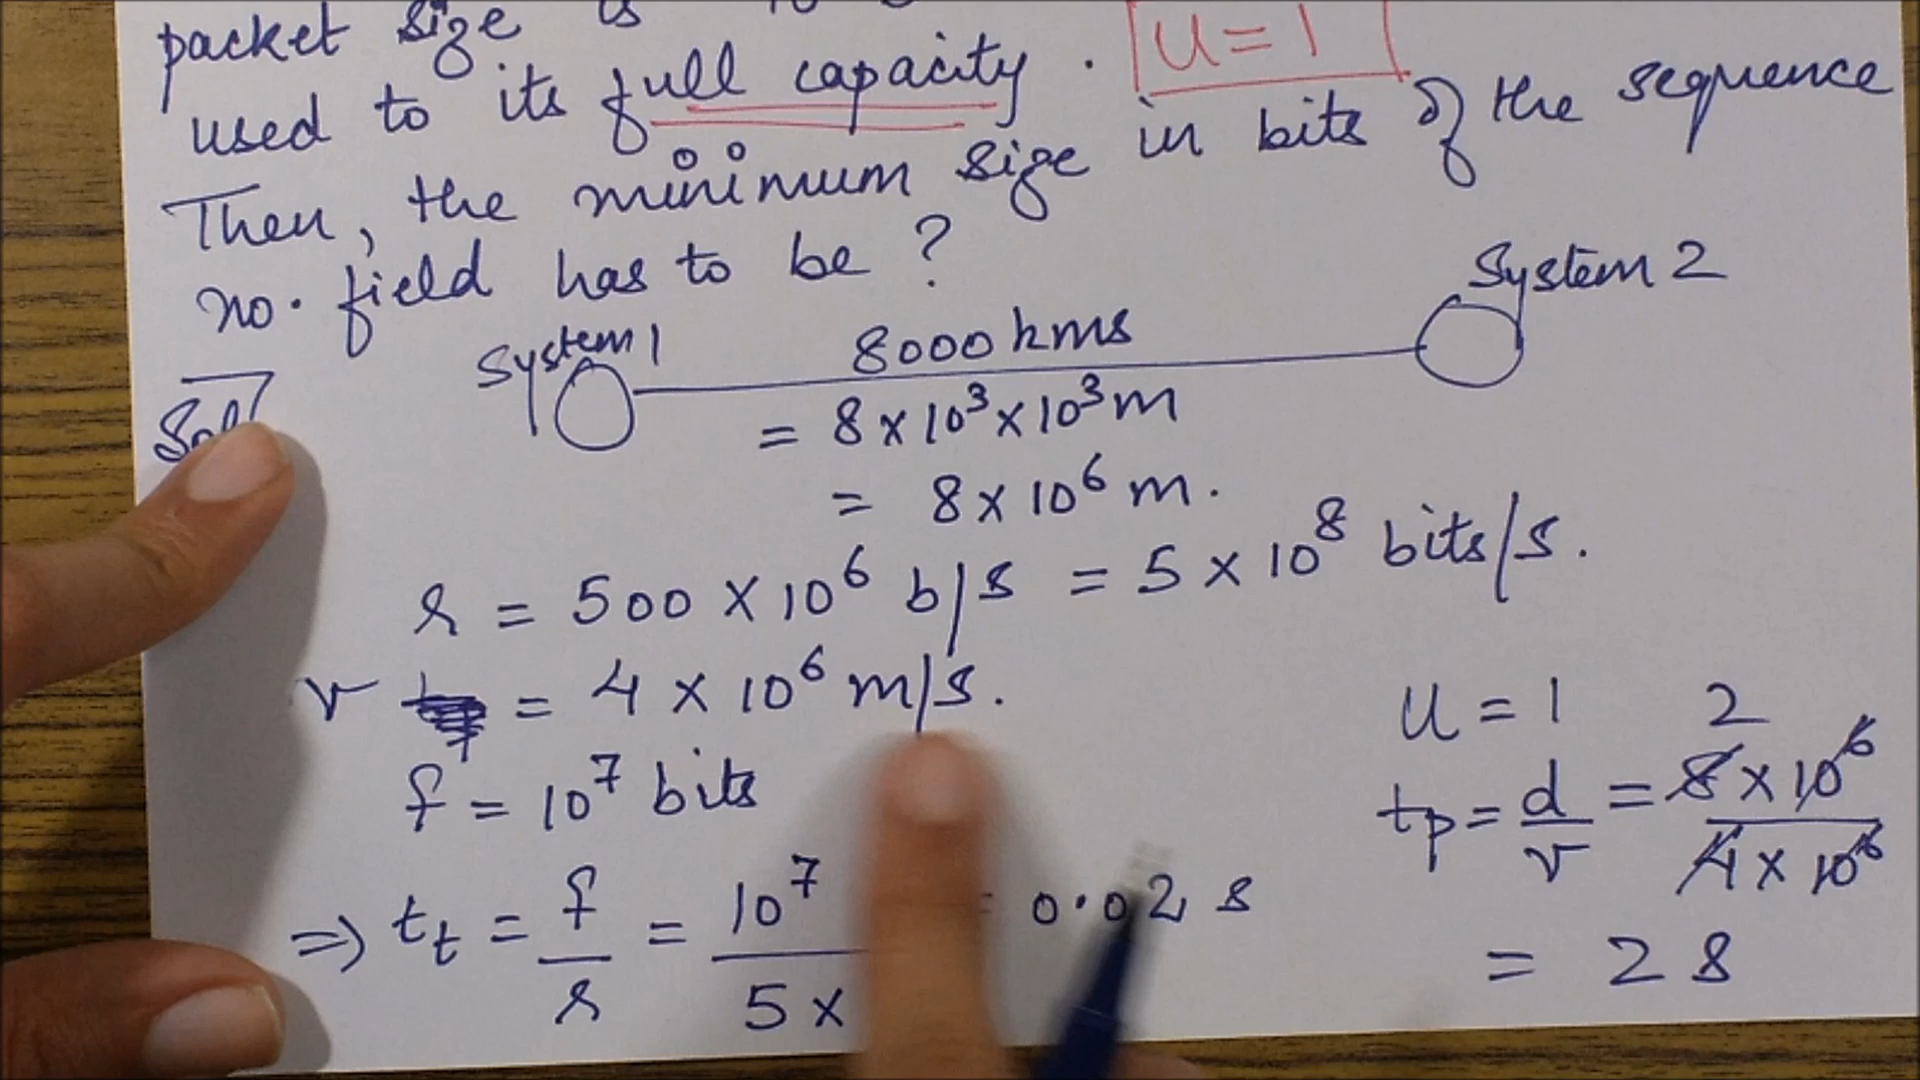 packet size is
used to its full capacity. U = 1
Then, the minimum size in bits of the sequence
no. field has to be ?
System 1 8000 kms System 2
Sol
= 8 x 10³ x 10³ m
= 8 x 10⁶ m.
r = 500 x 10⁶ b/s = 5 x 10⁸ bits/s.
v = 4 x 10⁶ m/s.
f = 10⁷ bits
=> t_t = f/r = 10⁷ / 5 x = 0.02 s
U = 1
2
tp = d/v = 8 x 10⁶ / 4 x 10⁶
= 2 s